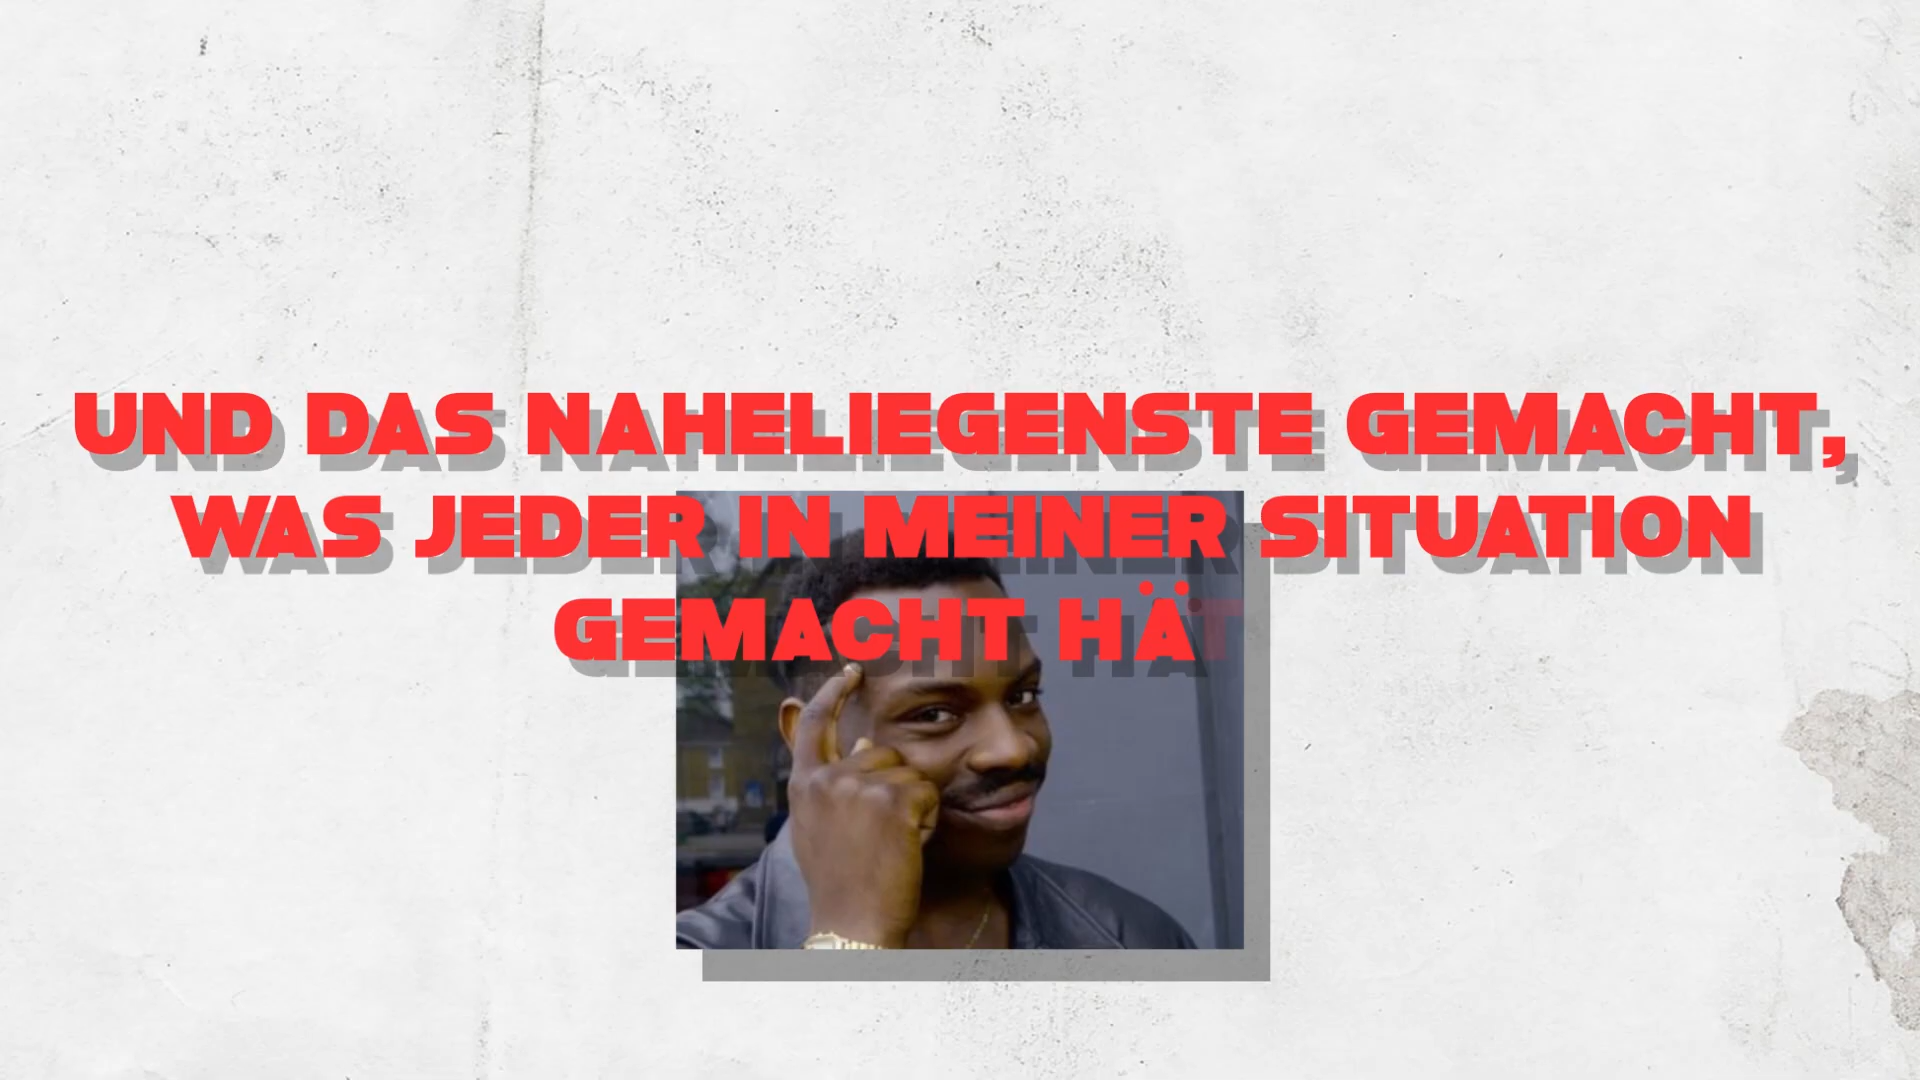 UND DAS NAHELIEGENSTE GEMACHT,
WAS JEDER IN MEINER SITUATION
GEMACHT HÄT